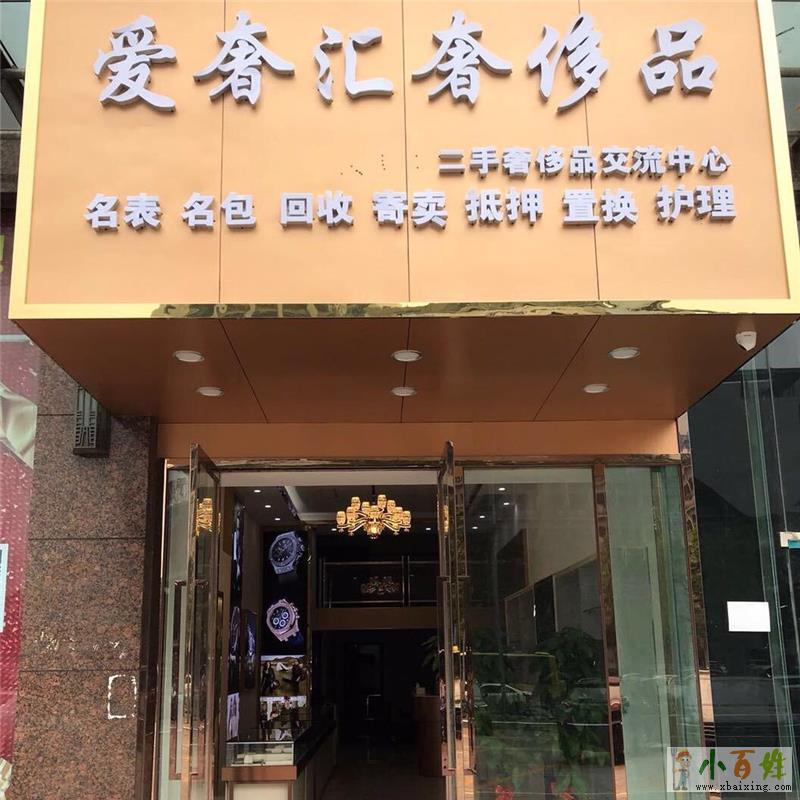 爱奢汇奢侈品
二手奢侈品交流中心
名表 名包 回收 寄卖 抵押 置换 护理
小百姓
www.xbaixing.com